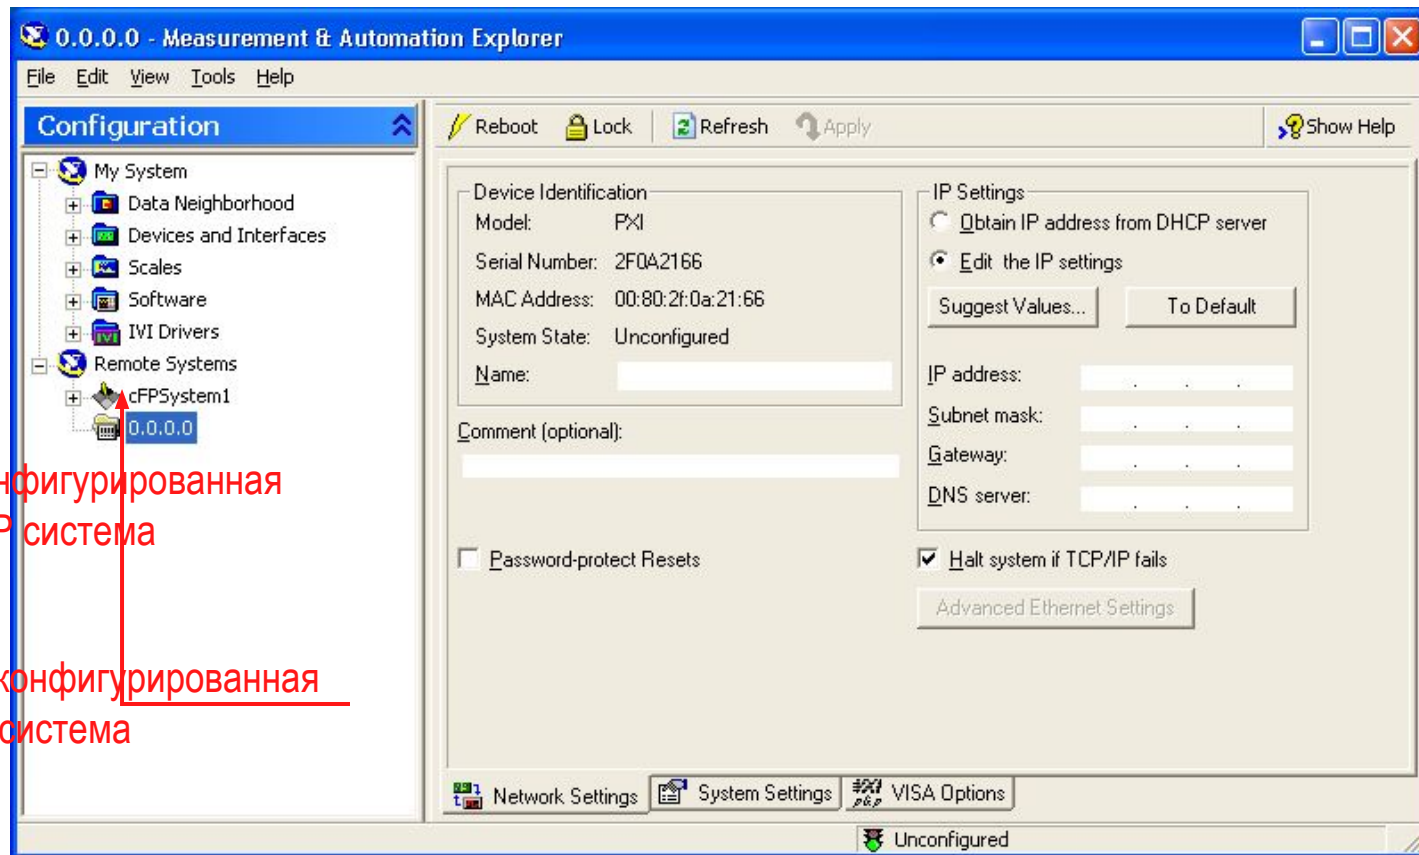 0.0.0.0 - Measurement & Automation Explorer
File Edit View Tools Help
Configuration
Reboot Lock Refresh Apply Show Help
My System
Data Neighborhood
Devices and Interfaces
Scales
Software
IVI Drivers
Remote Systems
cFPSystem1
0.0.0.0
нфигурированная
P система
конфигурированная
система
Device Identification
Model: PXI
Serial Number: 2F0A2166
MAC Address: 00:80:2f:0a:21:66
System State: Unconfigured
Name:
Comment (optional):
Password-protect Resets
IP Settings
Obtain IP address from DHCP server
Edit the IP settings
Suggest Values... To Default
IP address: . . .
Subnet mask: . . .
Gateway: . . .
DNS server: . . .
Halt system if TCP/IP fails
Advanced Ethernet Settings
Network Settings System Settings VISA Options
Unconfigured